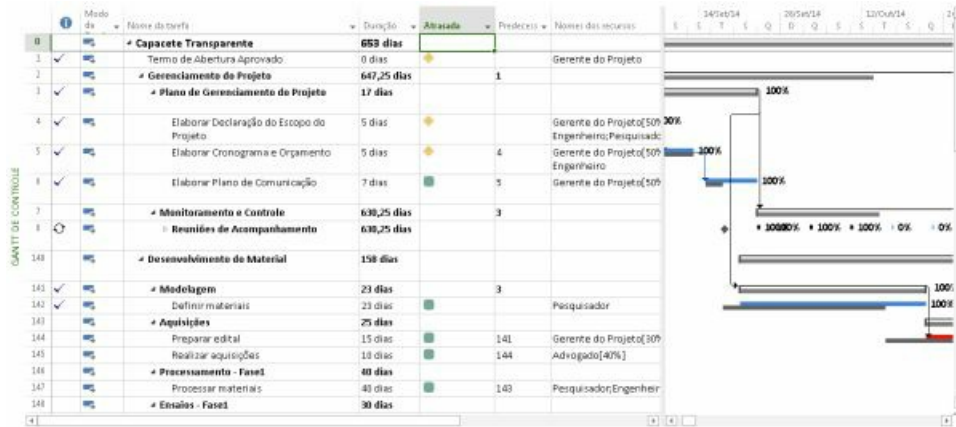 Modo da
Nome da tarefa Duração Atrasada Predecess Nomes dos recursos
14/Set/14 28/Set/14 12/Out/14
S S T S Q D Q S T S Q
GANTT DE CONTROLE
0 Capacete Transparente 653 dias
1 Termo de Abertura Aprovado 0 dias Gerente do Projeto
2 Gerenciamento do Projeto 647,25 dias 1
3 Plano de Gerenciamento do Projeto 17 dias 100%
4 Elaborar Declaração do Escopo do Projeto 5 dias Gerente do Projeto[50% Engenheiro;Pesquisadc 00%
5 Elaborar Cronograma e Orçamento 5 dias 4 Gerente do Projeto[50% Engenheiro 100%
6 Elaborar Plano de Comunicação 7 dias 5 Gerente do Projeto[50% 100%
7 Monitoramento e Controle 630,25 dias 3
8 Reuniões de Acompanhamento 630,25 dias 100% 100% 100% 0% 0%
140 Desenvolvimento de Material 158 dias
141 Modelagem 23 dias 3 100%
142 Definir materiais 23 dias Pesquisador 100%
143 Aquisições 25 dias
144 Preparar edital 15 dias 141 Gerente do Projeto[30%
145 Realizar aquisições 10 dias 144 Advogado[40%]
146 Processamento - Fase1 40 dias
147 Processar materiais 40 dias 143 Pesquisador;Engenheir
148 Ensaios - Fase1 30 dias